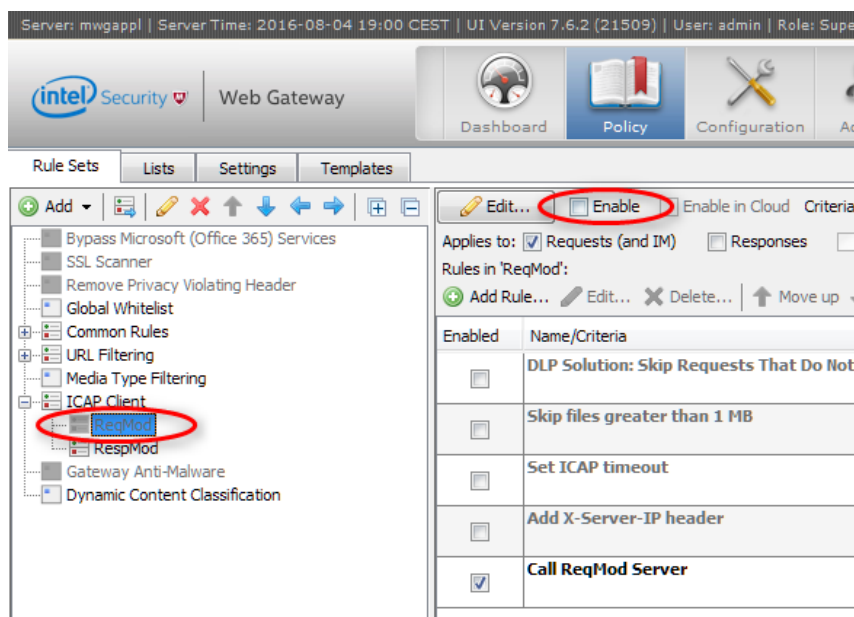 Server: mwgappl | Server Time: 2016-08-04 19:00 CEST | UI Version 7.6.2 (21509) | User: admin | Role: Supe
intel Security Web Gateway
Dashboard Policy Configuration A
Rule Sets Lists Settings Templates
Add
Edit... Enable Enable in Cloud Criteria
Bypass Microsoft (Office 365) Services
SSL Scanner
Remove Privacy Violating Header
Global Whitelist
Common Rules
URL Filtering
Media Type Filtering
ICAP Client
ReqMod
RespMod
Gateway Anti-Malware
Dynamic Content Classification
Applies to: Requests (and IM) Responses
Rules in 'ReqMod':
Add Rule... Edit... Delete... Move up
Enabled Name/Criteria
DLP Solution: Skip Requests That Do Not
Skip files greater than 1 MB
Set ICAP timeout
Add X-Server-IP header
Call ReqMod Server